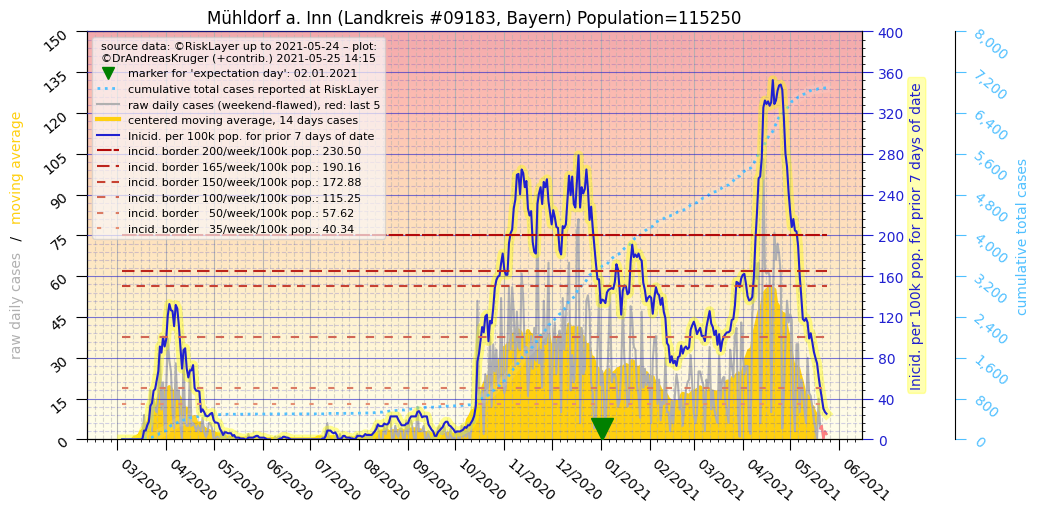 Mühldorf a. Inn (Landkreis #09183, Bayern) Population=115250
source data: ©RiskLayer up to 2021-05-24 – plot:
©DrAndreasKruger (+contrib.) 2021-05-25 14:15
marker for 'expectation day': 02.01.2021
cumulative total cases reported at RiskLayer
raw daily cases (weekend-flawed), red: last 5
centered moving average, 14 days cases
Inicid. per 100k pop. for prior 7 days of date
incid. border 200/week/100k pop.: 230.50
incid. border 165/week/100k pop.: 190.16
incid. border 150/week/100k pop.: 172.88
incid. border 100/week/100k pop.: 115.25
incid. border 50/week/100k pop.: 57.62
incid. border 35/week/100k pop.: 40.34
raw daily cases / moving average
150
135
120
105
90
75
60
45
30
15
0
03/2020
04/2020
05/2020
06/2020
07/2020
08/2020
09/2020
10/2020
11/2020
12/2020
01/2021
02/2021
03/2021
04/2021
05/2021
06/2021
400
360
320
280
240
200
160
120
80
40
0
Inicid. per 100k pop. for prior 7 days of date
8,000
7,200
6,400
5,600
4,800
4,000
3,200
2,400
1,600
800
0
cumulative total cases